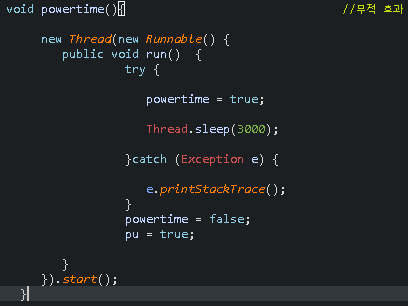 void powertime(){ //무적 효과
new Thread(new Runnable() {
public void run() {
try {
powertime = true;
Thread.sleep(3000);
}catch (Exception e) {
e.printStackTrace();
}
powertime = false;
pu = true;
}
}).start();
}